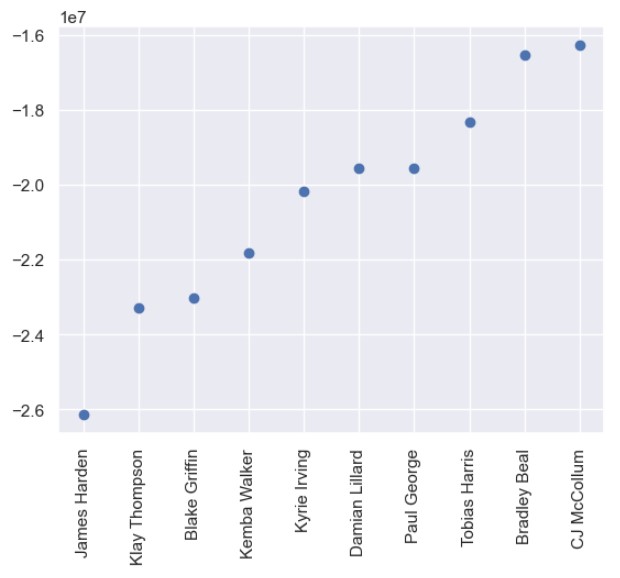 1e7
−1.6
−1.8
−2.0
−2.2
−2.4
−2.6
James Harden
Klay Thompson
Blake Griffin
Kemba Walker
Kyrie Irving
Damian Lillard
Paul George
Tobias Harris
Bradley Beal
CJ McCollum